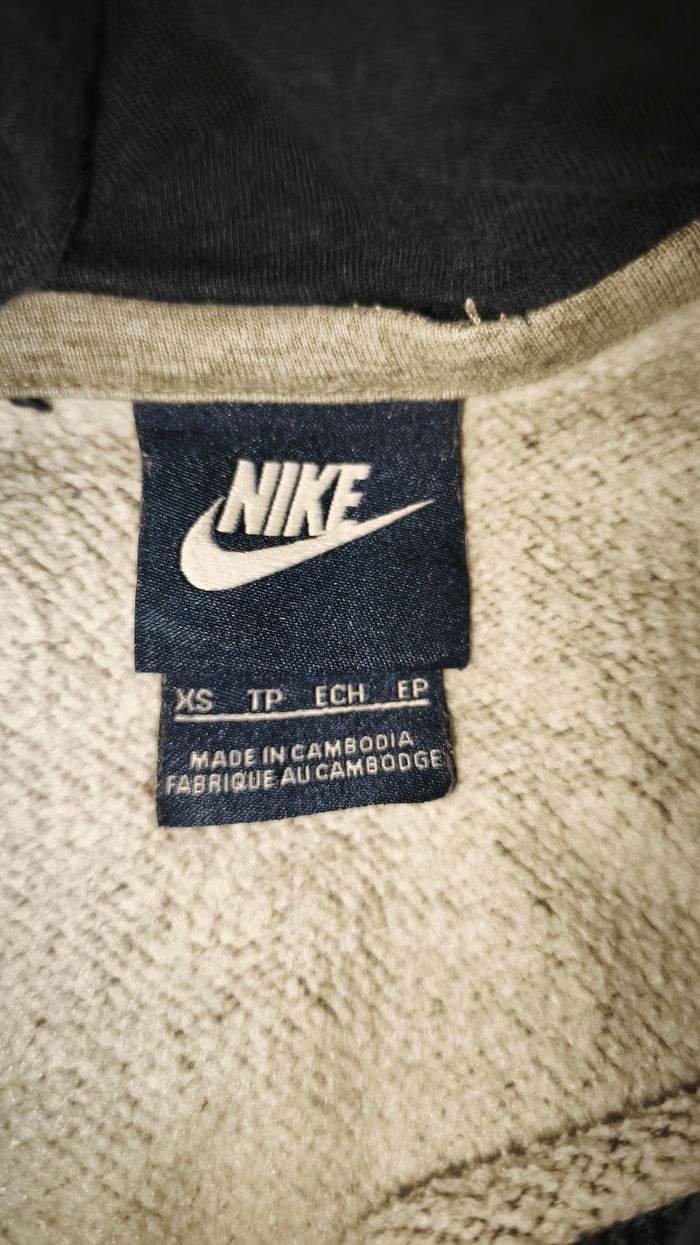 NIKE
XS TP ECH EP
MADE IN CAMBODIA
FABRIQUE AU CAMBODGE